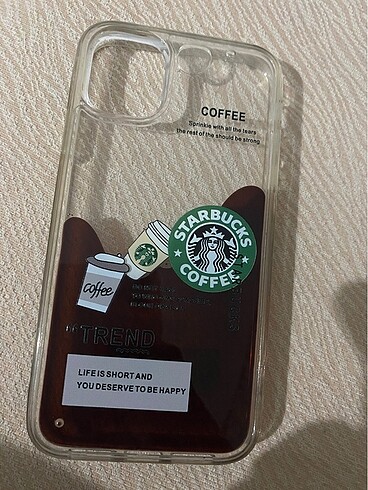 COFFEE
Sprinkle with all the tears
the rest of the should be strong
STARBUCKS
COFFEE
coffee
TREND
LIFE IS SHORT AND
YOU DESERVE TO BE HAPPY